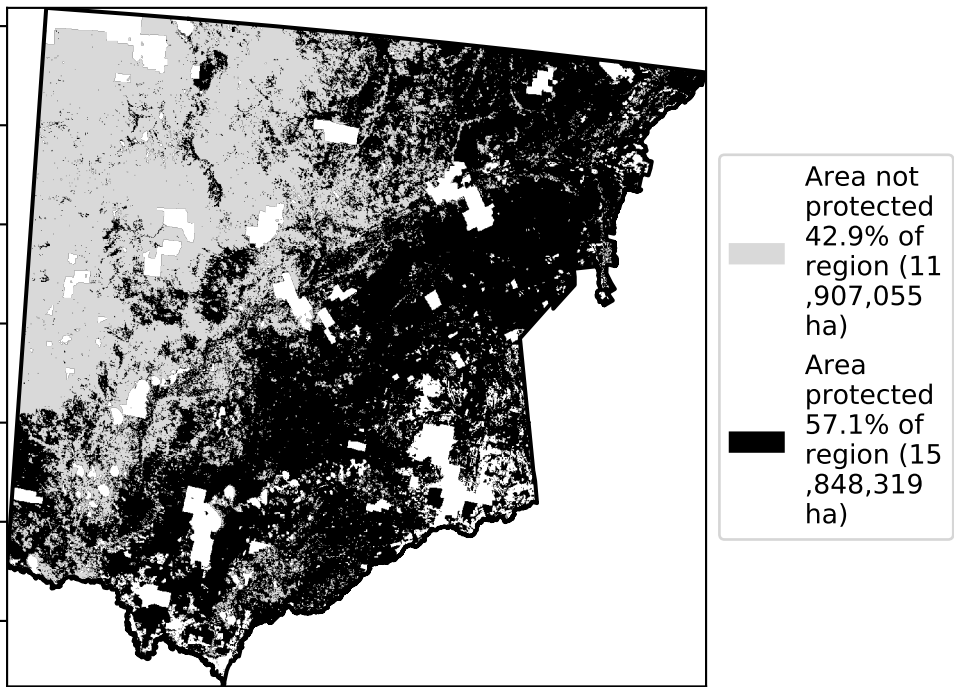 Area not
protected
42.9% of
region (11
,907,055
ha)
Area
protected
57.1% of
region (15
,848,319
ha)